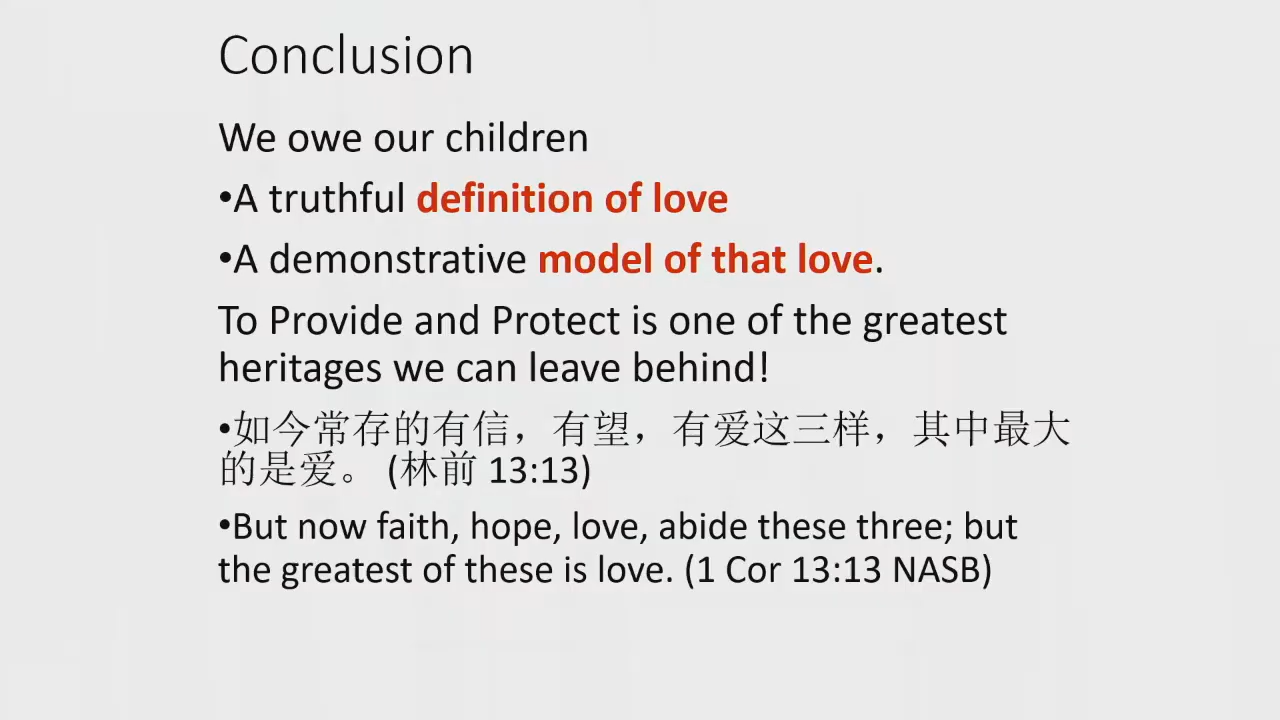 Conclusion
We owe our children
•A truthful definition of love
•A demonstrative model of that love.
To Provide and Protect is one of the greatest
heritages we can leave behind!
•如今常存的有信，有望，有爱这三样，其中最大
的是爱。 (林前 13:13)
•But now faith, hope, love, abide these three; but
the greatest of these is love. (1 Cor 13:13 NASB)